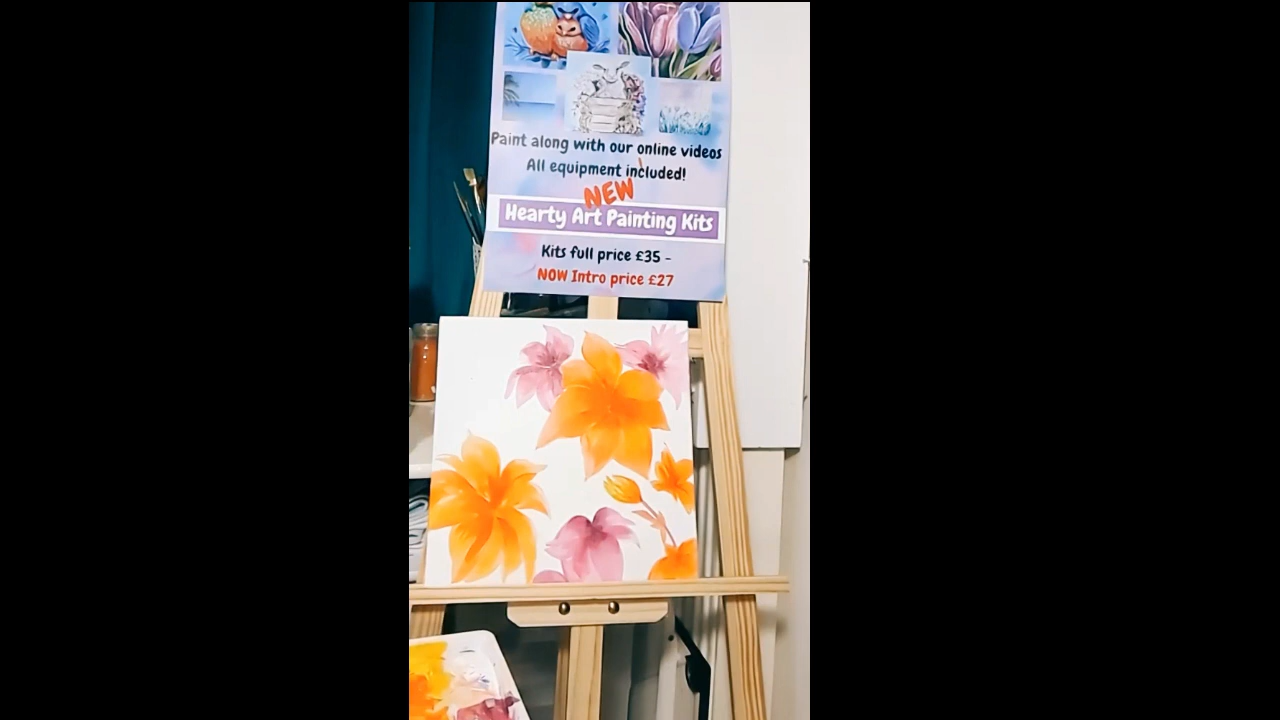 Paint along with our online videos
All equipment included!
NEW
Hearty Art Painting Kits
Kits full price £35 -
NOW Intro price £27